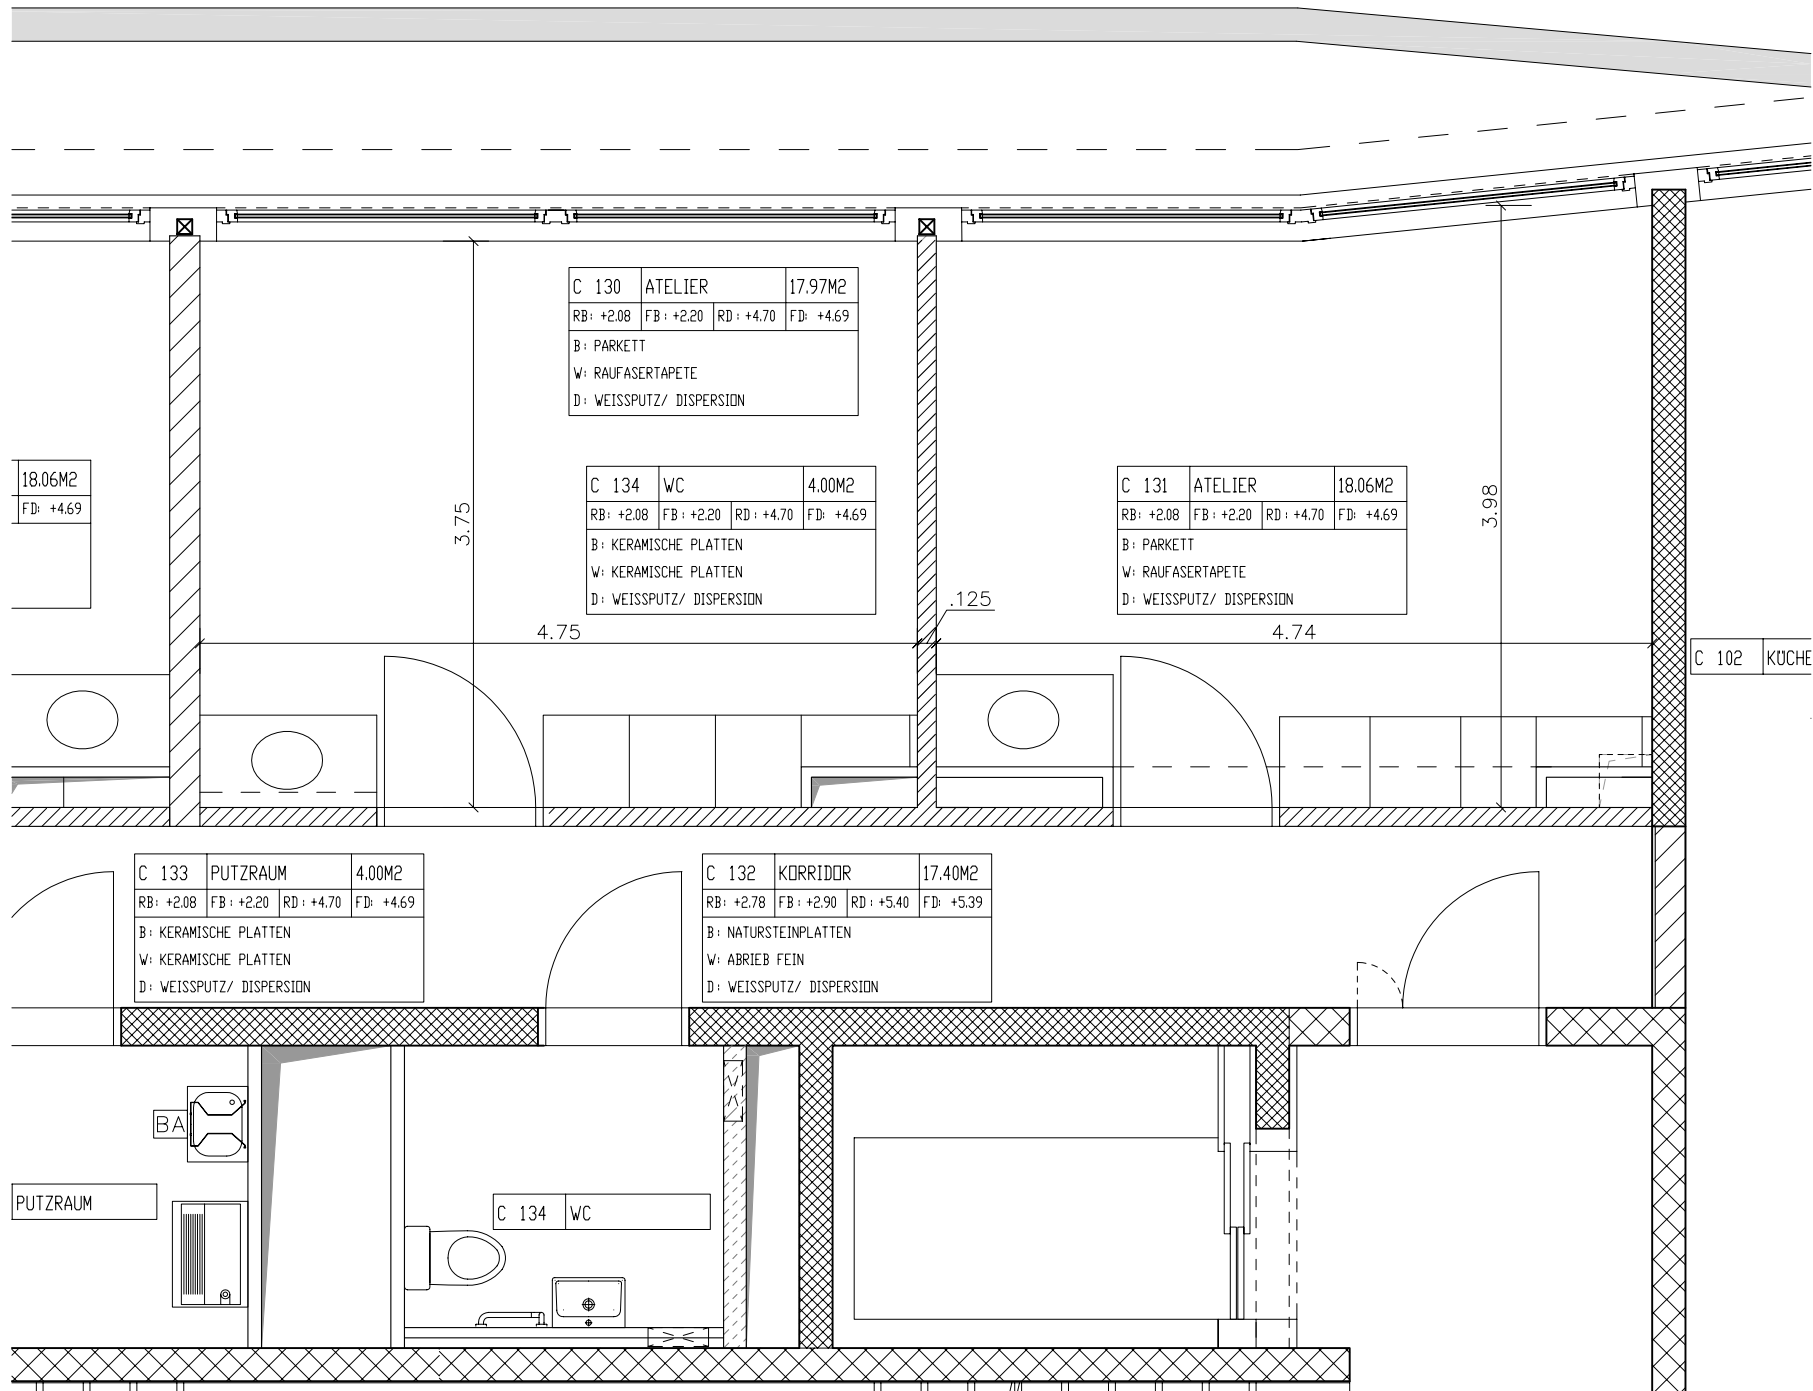 C 130 ATELIER 17.97M2
RB: +2.08 FB: +2.20 RD: +4.70 FD: +4.69
B: PARKETT
W: RAUFASERTAPETE
D: WEISSPUTZ/ DISPERSION
18.06M2
FD: +4.69
3.75
C 134 WC 4.00M2
RB: +2.08 FB: +2.20 RD: +4.70 FD: +4.69
B: KERAMISCHE PLATTEN
W: KERAMISCHE PLATTEN
D: WEISSPUTZ/ DISPERSION
C 131 ATELIER 18.06M2
RB: +2.08 FB: +2.20 RD: +4.70 FD: +4.69
B: PARKETT
W: RAUFASERTAPETE
D: WEISSPUTZ/ DISPERSION
3.98
.125
4.75
4.74
C 102 KÜCHE
C 133 PUTZRAUM 4.00M2
RB: +2.08 FB: +2.20 RD: +4.70 FD: +4.69
B: KERAMISCHE PLATTEN
W: KERAMISCHE PLATTEN
D: WEISSPUTZ/ DISPERSION
C 132 KORRIDOR 17.40M2
RB: +2.78 FB: +2.90 RD: +5.40 FD: +5.39
B: NATURSTEINPLATTEN
W: ABRIEB FEIN
D: WEISSPUTZ/ DISPERSION
BA
PUTZRAUM
C 134 WC